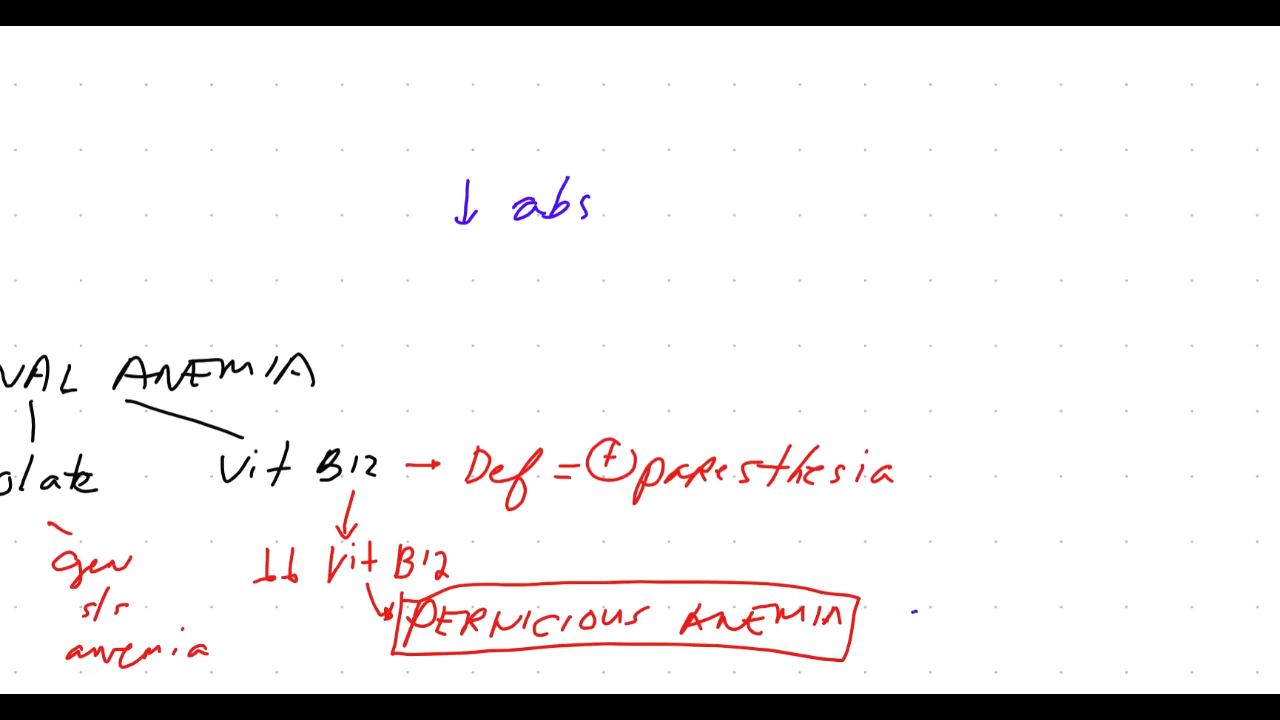 ↓ abs
VAL ANEMIA
olate Vit B12 → Def = ⊕ paresthesia
gen ↓↓ Vit B12
s/s PERNICIOUS ANEMIA
anemia